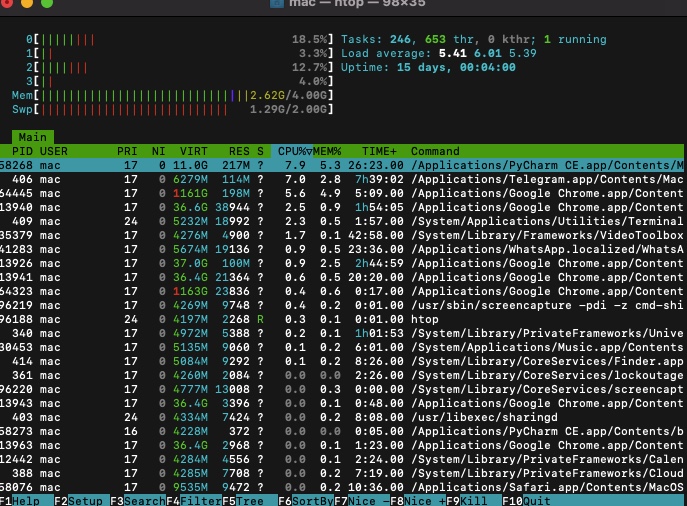 mac — htop — 98×35
0[|||||||| 18.5%] Tasks: 246, 653 thr, 0 kthr; 1 running
1[|| 3.3%] Load average: 5.41 6.01 5.39
2[||||||| 12.7%] Uptime: 15 days, 00:04:00
3[|| 4.0%]
Mem[||||||||||||||||||||||||||||2.62G/4.00G]
Swp[||||||||||||||||||||||||| 1.29G/2.00G]
Main
PID USER PRI NI VIRT RES S CPU%▽MEM% TIME+ Command
58268 mac 17 0 11.0G 217M ? 7.9 5.3 26:23.00 /Applications/PyCharm CE.app/Contents/M
406 mac 17 0 6279M 114M ? 7.0 2.8 7h39:02 /Applications/Telegram.app/Contents/Mac
64445 mac 17 0 1161G 198M ? 5.6 4.9 5:09.00 /Applications/Google Chrome.app/Content
13940 mac 17 0 36.6G 38944 ? 2.5 0.9 1h54:05 /Applications/Google Chrome.app/Content
409 mac 24 0 5232M 18992 ? 2.3 0.5 1:57.00 /System/Applications/Utilities/Terminal
35379 mac 17 0 4276M 4900 ? 1.7 0.1 42:58.00 /System/Library/Frameworks/VideoToolbox
41283 mac 17 0 5674M 19136 ? 0.9 0.5 23:36.00 /Applications/WhatsApp.localized/WhatsA
13926 mac 17 0 37.0G 100M ? 0.9 2.5 2h44:59 /Applications/Google Chrome.app/Content
13941 mac 17 0 36.4G 21364 ? 0.6 0.5 20:20.00 /Applications/Google Chrome.app/Content
64323 mac 17 0 1163G 23836 ? 0.4 0.6 0:17.00 /Applications/Google Chrome.app/Content
96219 mac 17 0 4269M 9748 ? 0.4 0.2 0:01.00 /usr/sbin/screencapture -pdi -z cmd-shi
96188 mac 24 0 4197M 2268 R 0.3 0.1 0:01.00 htop
340 mac 17 0 4972M 5388 ? 0.2 0.1 1h01:53 /System/Library/PrivateFrameworks/Unive
30453 mac 17 0 5135M 9060 ? 0.1 0.2 6:01.00 /System/Applications/Music.app/Contents
414 mac 17 0 5084M 9292 ? 0.1 0.2 8:26.00 /System/Library/CoreServices/Finder.app
361 mac 17 0 4260M 2084 ? 0.0 0.0 2:26.00 /System/Library/CoreServices/lockoutage
96220 mac 17 0 4777M 13008 ? 0.0 0.3 0:00.00 /System/Library/CoreServices/screencapt
13943 mac 17 0 36.4G 3396 ? 0.0 0.1 0:48.00 /Applications/Google Chrome.app/Content
403 mac 24 0 4334M 7424 ? 0.0 0.2 8:08.00 /usr/libexec/sharingd
58273 mac 16 0 4228M 372 ? 0.0 0.0 0:05.00 /Applications/PyCharm CE.app/Contents/b
13963 mac 17 0 36.4G 2968 ? 0.0 0.1 1:23.00 /Applications/Google Chrome.app/Content
12442 mac 17 0 4284M 4556 ? 0.0 0.1 2:24.00 /System/Library/PrivateFrameworks/Callh
388 mac 17 0 4285M 7708 ? 0.0 0.2 7:19.00 /System/Library/PrivateFrameworks/Cloud
58076 mac 17 0 9535M 9472 ? 0.0 0.2 10:36.00 /Applications/Safari.app/Contents/MacOS
F1Help F2Setup F3SearchF4FilterF5Tree F6SortByF7Nice -F8Nice +F9Kill F10Quit